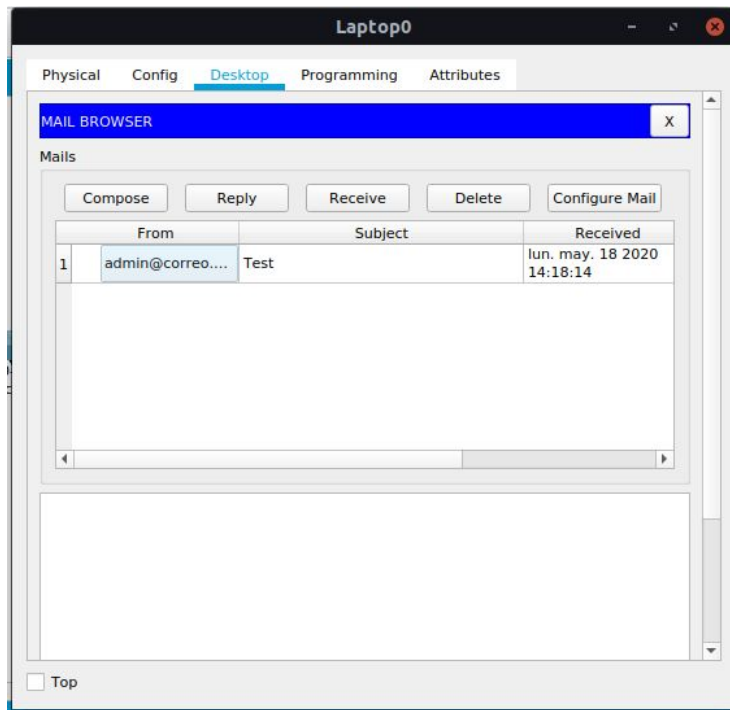 Laptop0
Physical Config Desktop Programming Attributes
MAIL BROWSER X
Mails
Compose Reply Receive Delete Configure Mail
From Subject Received
1 admin@correo.... Test lun. may. 18 2020
14:18:14
Top